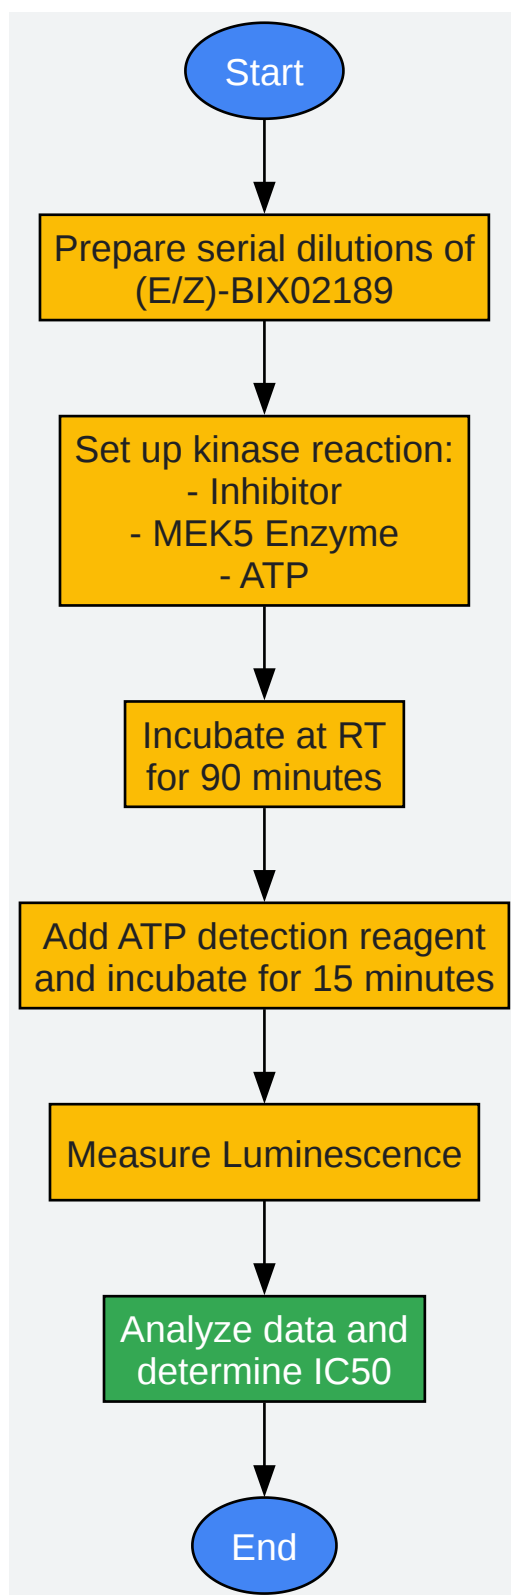 Start
Prepare serial dilutions of
(E/Z)-BIX02189
Set up kinase reaction:
- Inhibitor
- MEK5 Enzyme
- ATP
Incubate at RT
for 90 minutes
Add ATP detection reagent
and incubate for 15 minutes
Measure Luminescence
Analyze data and
determine IC50
End